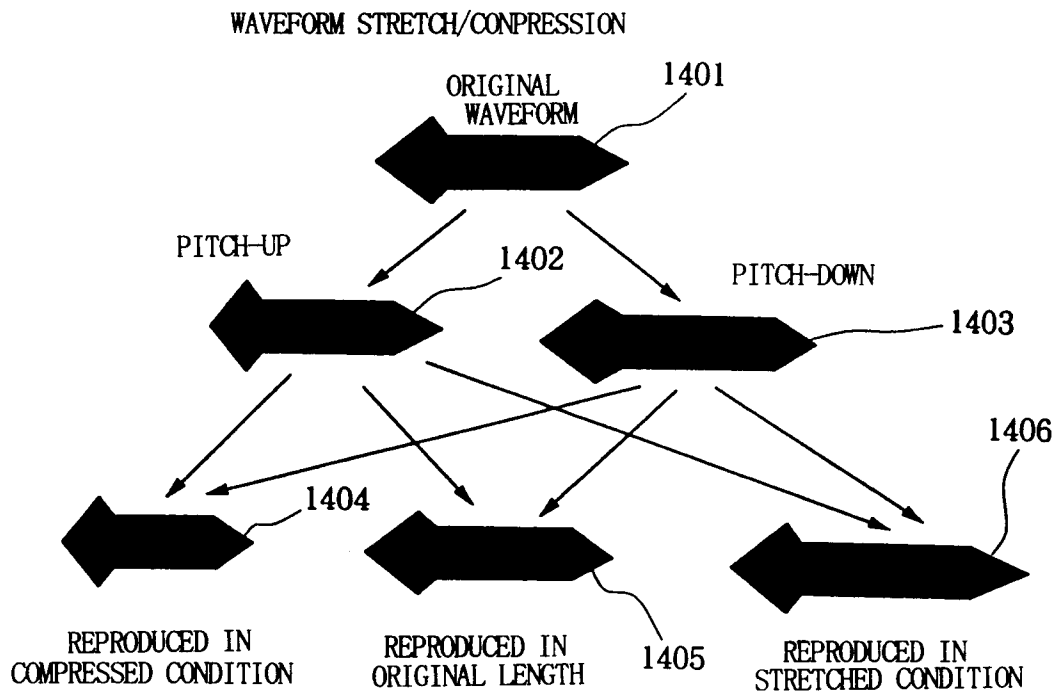 WAVEFORM STRETCH/CONPRESSION
ORIGINAL
WAVEFORM
1401
PITCH-UP
1402
PITCH-DOWN
1403
1404
1406
REPRODUCED IN
COMPRESSED CONDITION
REPRODUCED IN
ORIGINAL LENGTH
1405
REPRODUCED IN
STRETCHED CONDITION